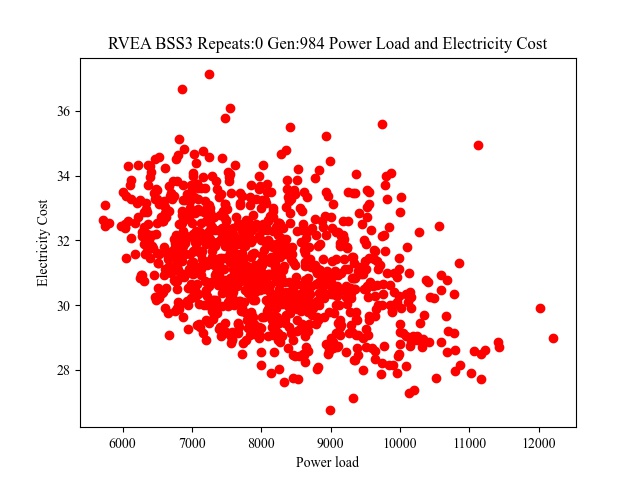 RVEA BSS3 Repeats:0 Gen:984 Power Load and Electricity Cost
Electricity Cost
36
34
32
30
28
6000 7000 8000 9000 10000 11000 12000
Power load